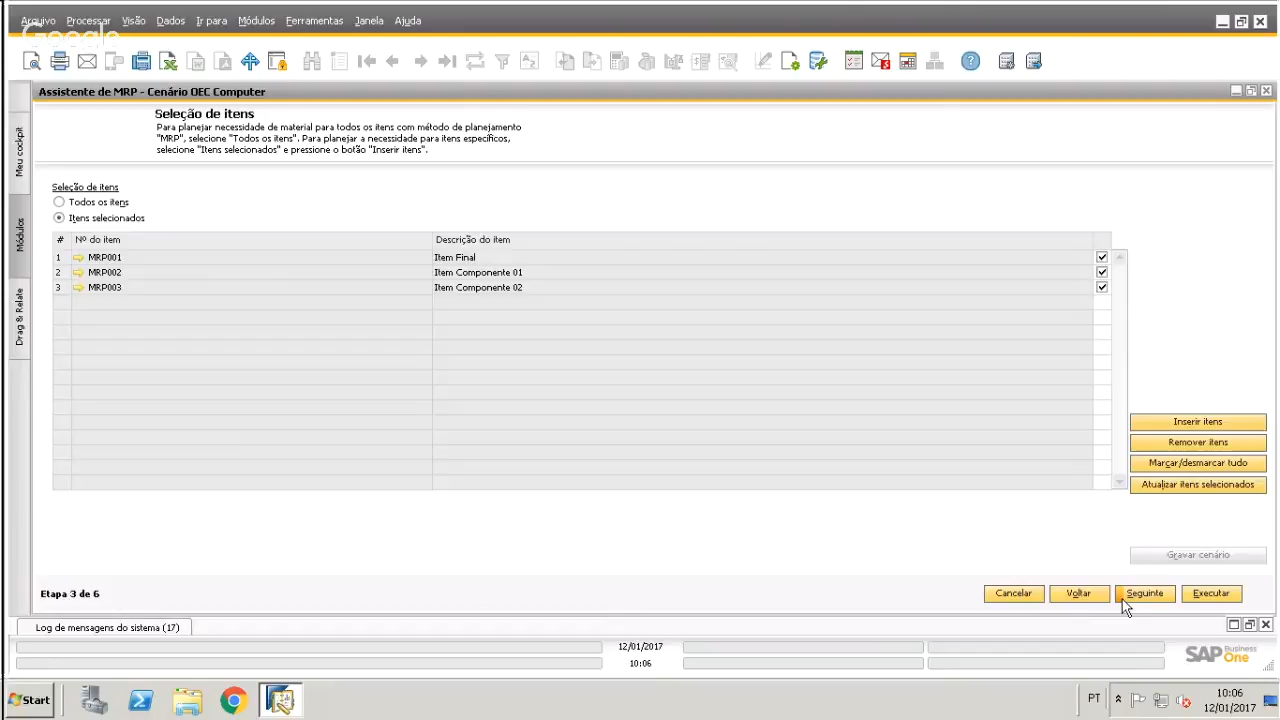 Arquivo Processar Visão Dados Ir para Módulos Ferramentas Janela Ajuda
Google
Assistente de MRP - Cenário OEC Computer
Seleção de itens
Para planejar necessidade de material para todos os itens com método de planejamento
"MRP", selecione "Todos os itens". Para planejar a necessidade para itens específicos,
selecione "Itens selecionados" e pressione o botão "Inserir itens".
Meu cockpit
Módulos
Drag & Relate
Seleção de itens
Todos os itens
Itens selecionados
# Nº do item Descrição do item
1 MRP001 Item Final
2 MRP002 Item Componente 01
3 MRP003 Item Componente 02
Inserir itens
Remover itens
Marcar/desmarcar tudo
Atualizar itens selecionados
Gravar cenário
Etapa 3 de 6
Cancelar Voltar Seguinte Executar
Log de mensagens do sistema (17)
12/01/2017
10:06
SAP Business One
Start
PT
10:06
12/01/2017